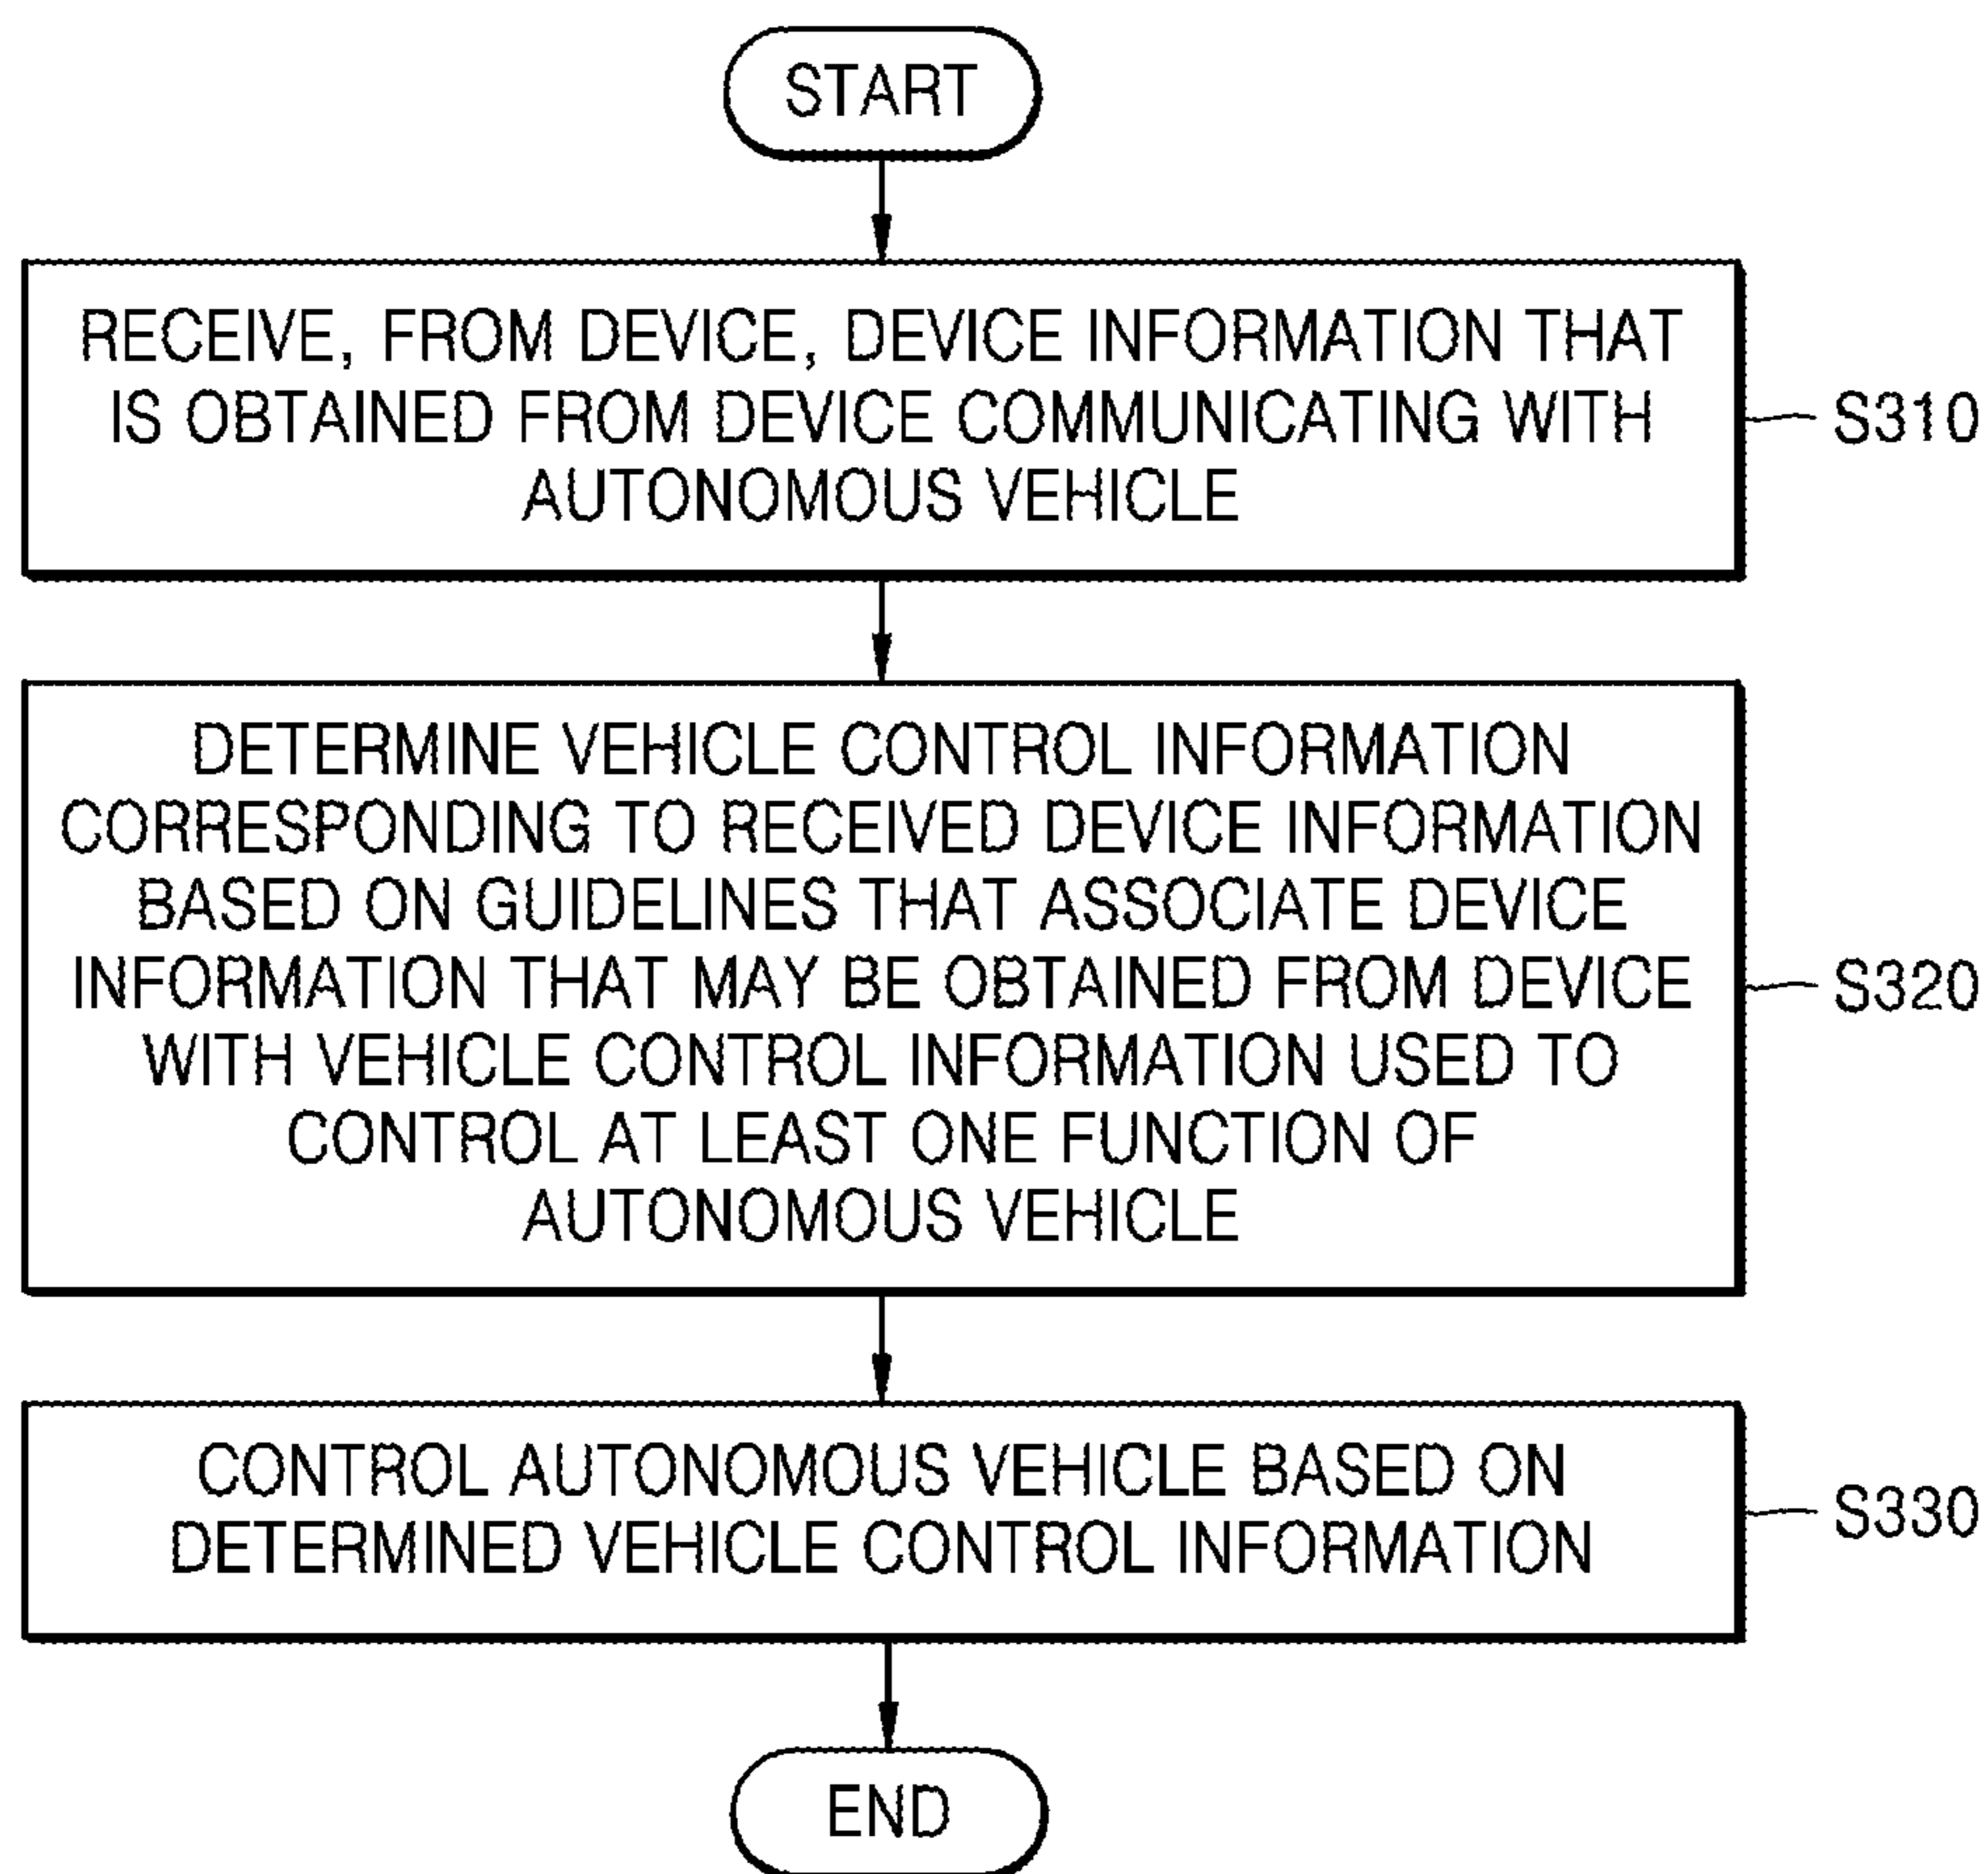 START
RECEIVE, FROM DEVICE, DEVICE INFORMATION THAT
IS OBTAINED FROM DEVICE COMMUNICATING WITH
AUTONOMOUS VEHICLE
S310
DETERMINE VEHICLE CONTROL INFORMATION
CORRESPONDING TO RECEIVED DEVICE INFORMATION
BASED ON GUIDELINES THAT ASSOCIATE DEVICE
INFORMATION THAT MAY BE OBTAINED FROM DEVICE
WITH VEHICLE CONTROL INFORMATION USED TO
CONTROL AT LEAST ONE FUNCTION OF
AUTONOMOUS VEHICLE
S320
CONTROL AUTONOMOUS VEHICLE BASED ON
DETERMINED VEHICLE CONTROL INFORMATION
S330
END